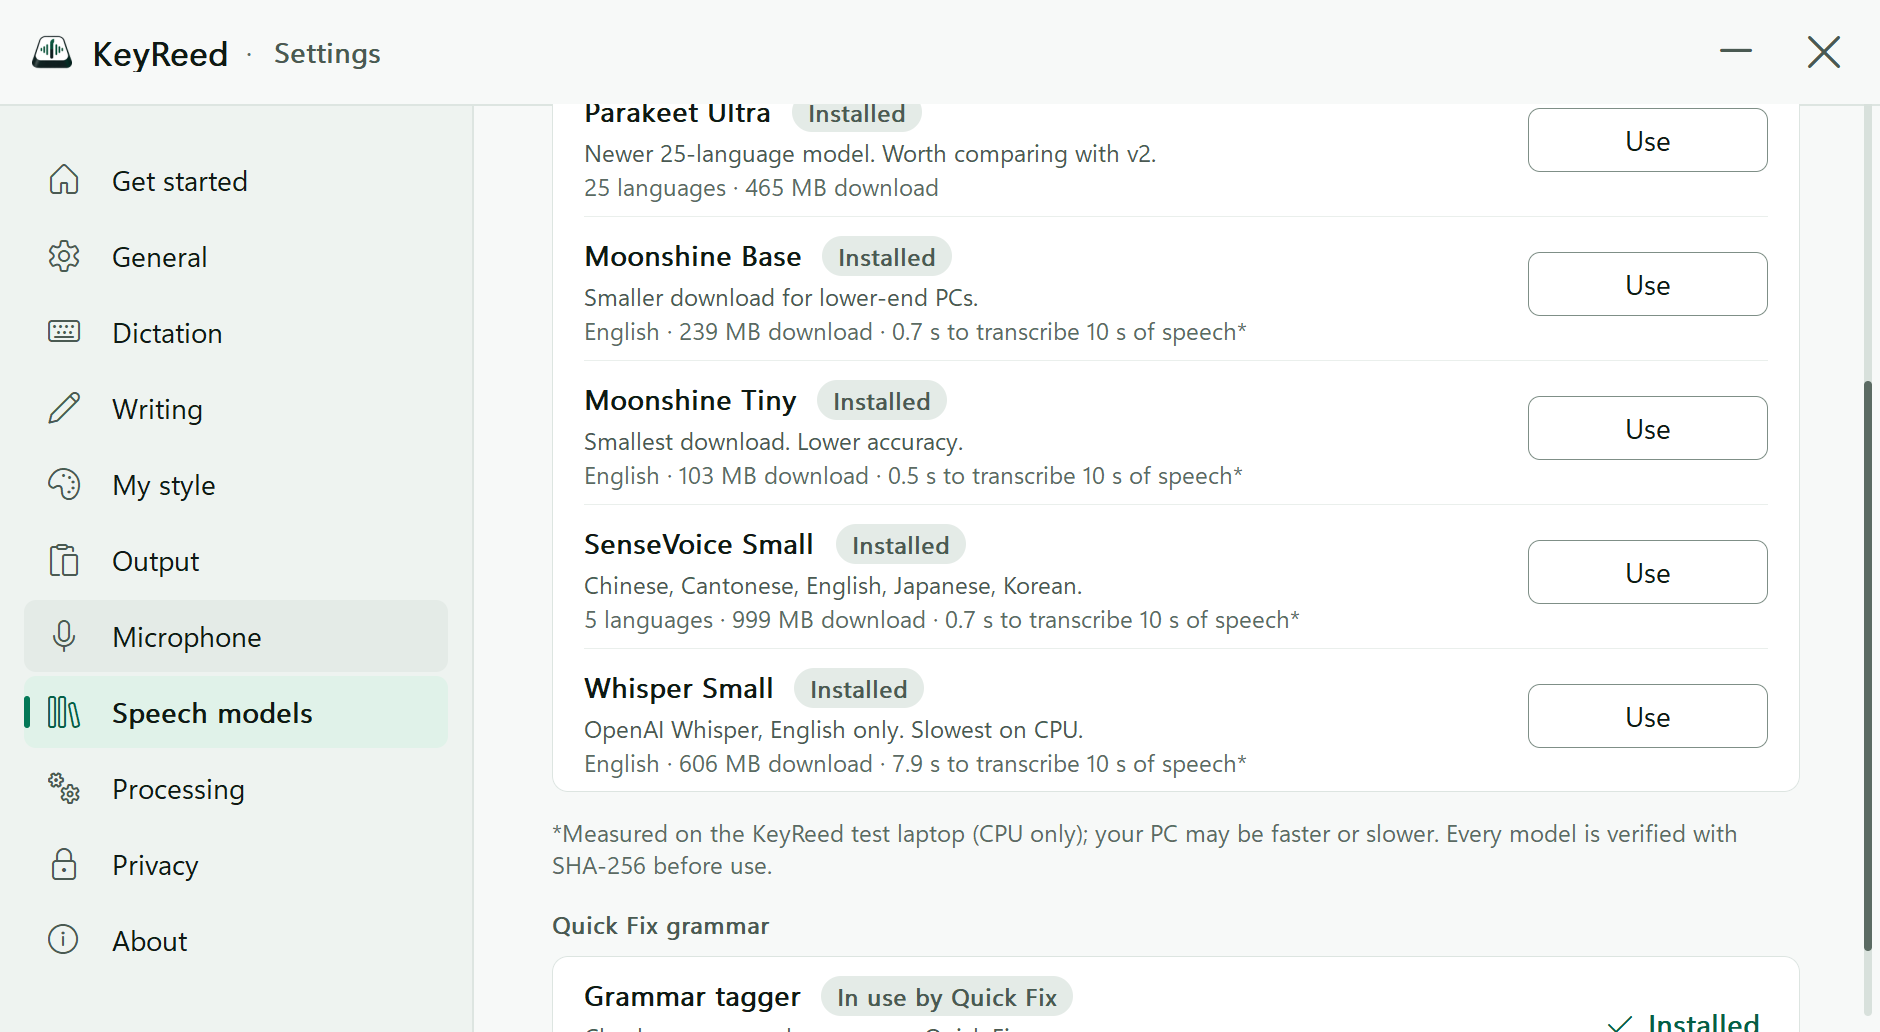 KeyReed · Settings
Get started
General
Dictation
Writing
My style
Output
Microphone
Speech models
Processing
Privacy
About
Parakeet Ultra Installed
Newer 25-language model. Worth comparing with v2.
25 languages · 465 MB download
Use
Moonshine Base Installed
Smaller download for lower-end PCs.
English · 239 MB download · 0.7 s to transcribe 10 s of speech*
Use
Moonshine Tiny Installed
Smallest download. Lower accuracy.
English · 103 MB download · 0.5 s to transcribe 10 s of speech*
Use
SenseVoice Small Installed
Chinese, Cantonese, English, Japanese, Korean.
5 languages · 999 MB download · 0.7 s to transcribe 10 s of speech*
Use
Whisper Small Installed
OpenAI Whisper, English only. Slowest on CPU.
English · 606 MB download · 7.9 s to transcribe 10 s of speech*
Use
*Measured on the KeyReed test laptop (CPU only); your PC may be faster or slower. Every model is verified with
SHA-256 before use.
Quick Fix grammar
Grammar tagger In use by Quick Fix
Installed